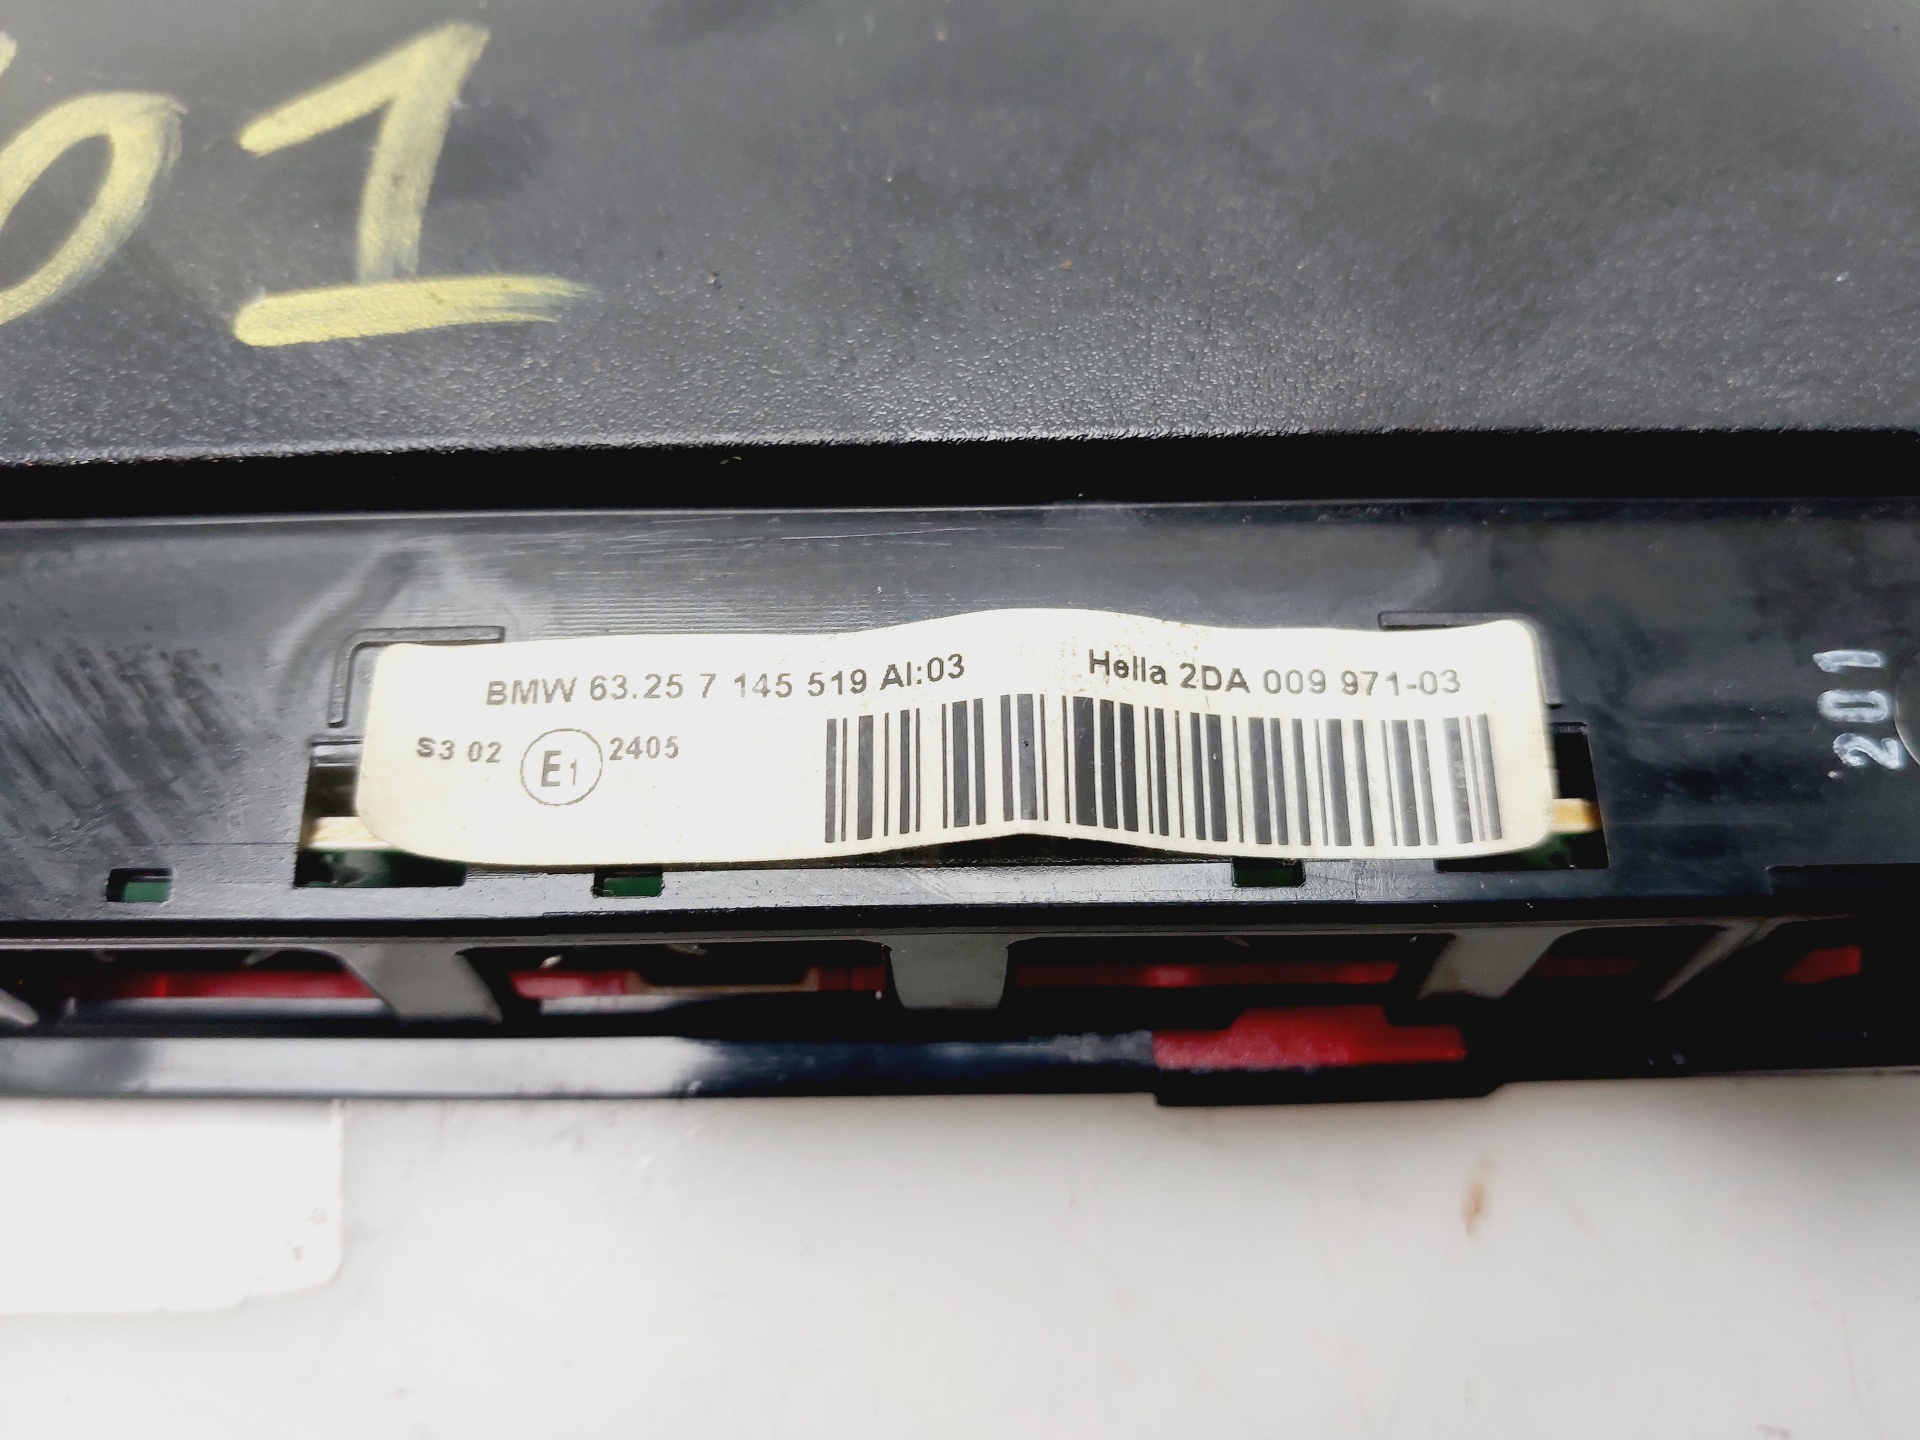 01
BMW 63.25 7 145 519 AI:03
Hella 2DA 009 971-03
S3 02 E1 2405
201